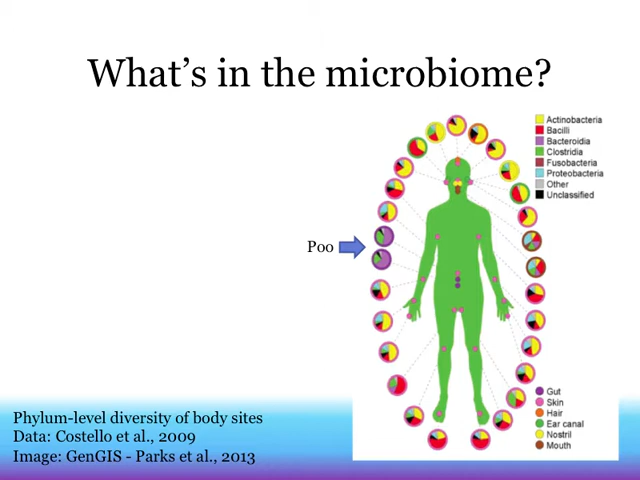 What's in the microbiome?
Actinobacteria
Bacilli
Bacteroidia
Clostridia
Fusobacteria
Proteobacteria
Other
Unclassified
Poo
Gut
Skin
Hair
Ear canal
Nostril
Mouth
Phylum-level diversity of body sites
Data: Costello et al., 2009
Image: GenGIS - Parks et al., 2013